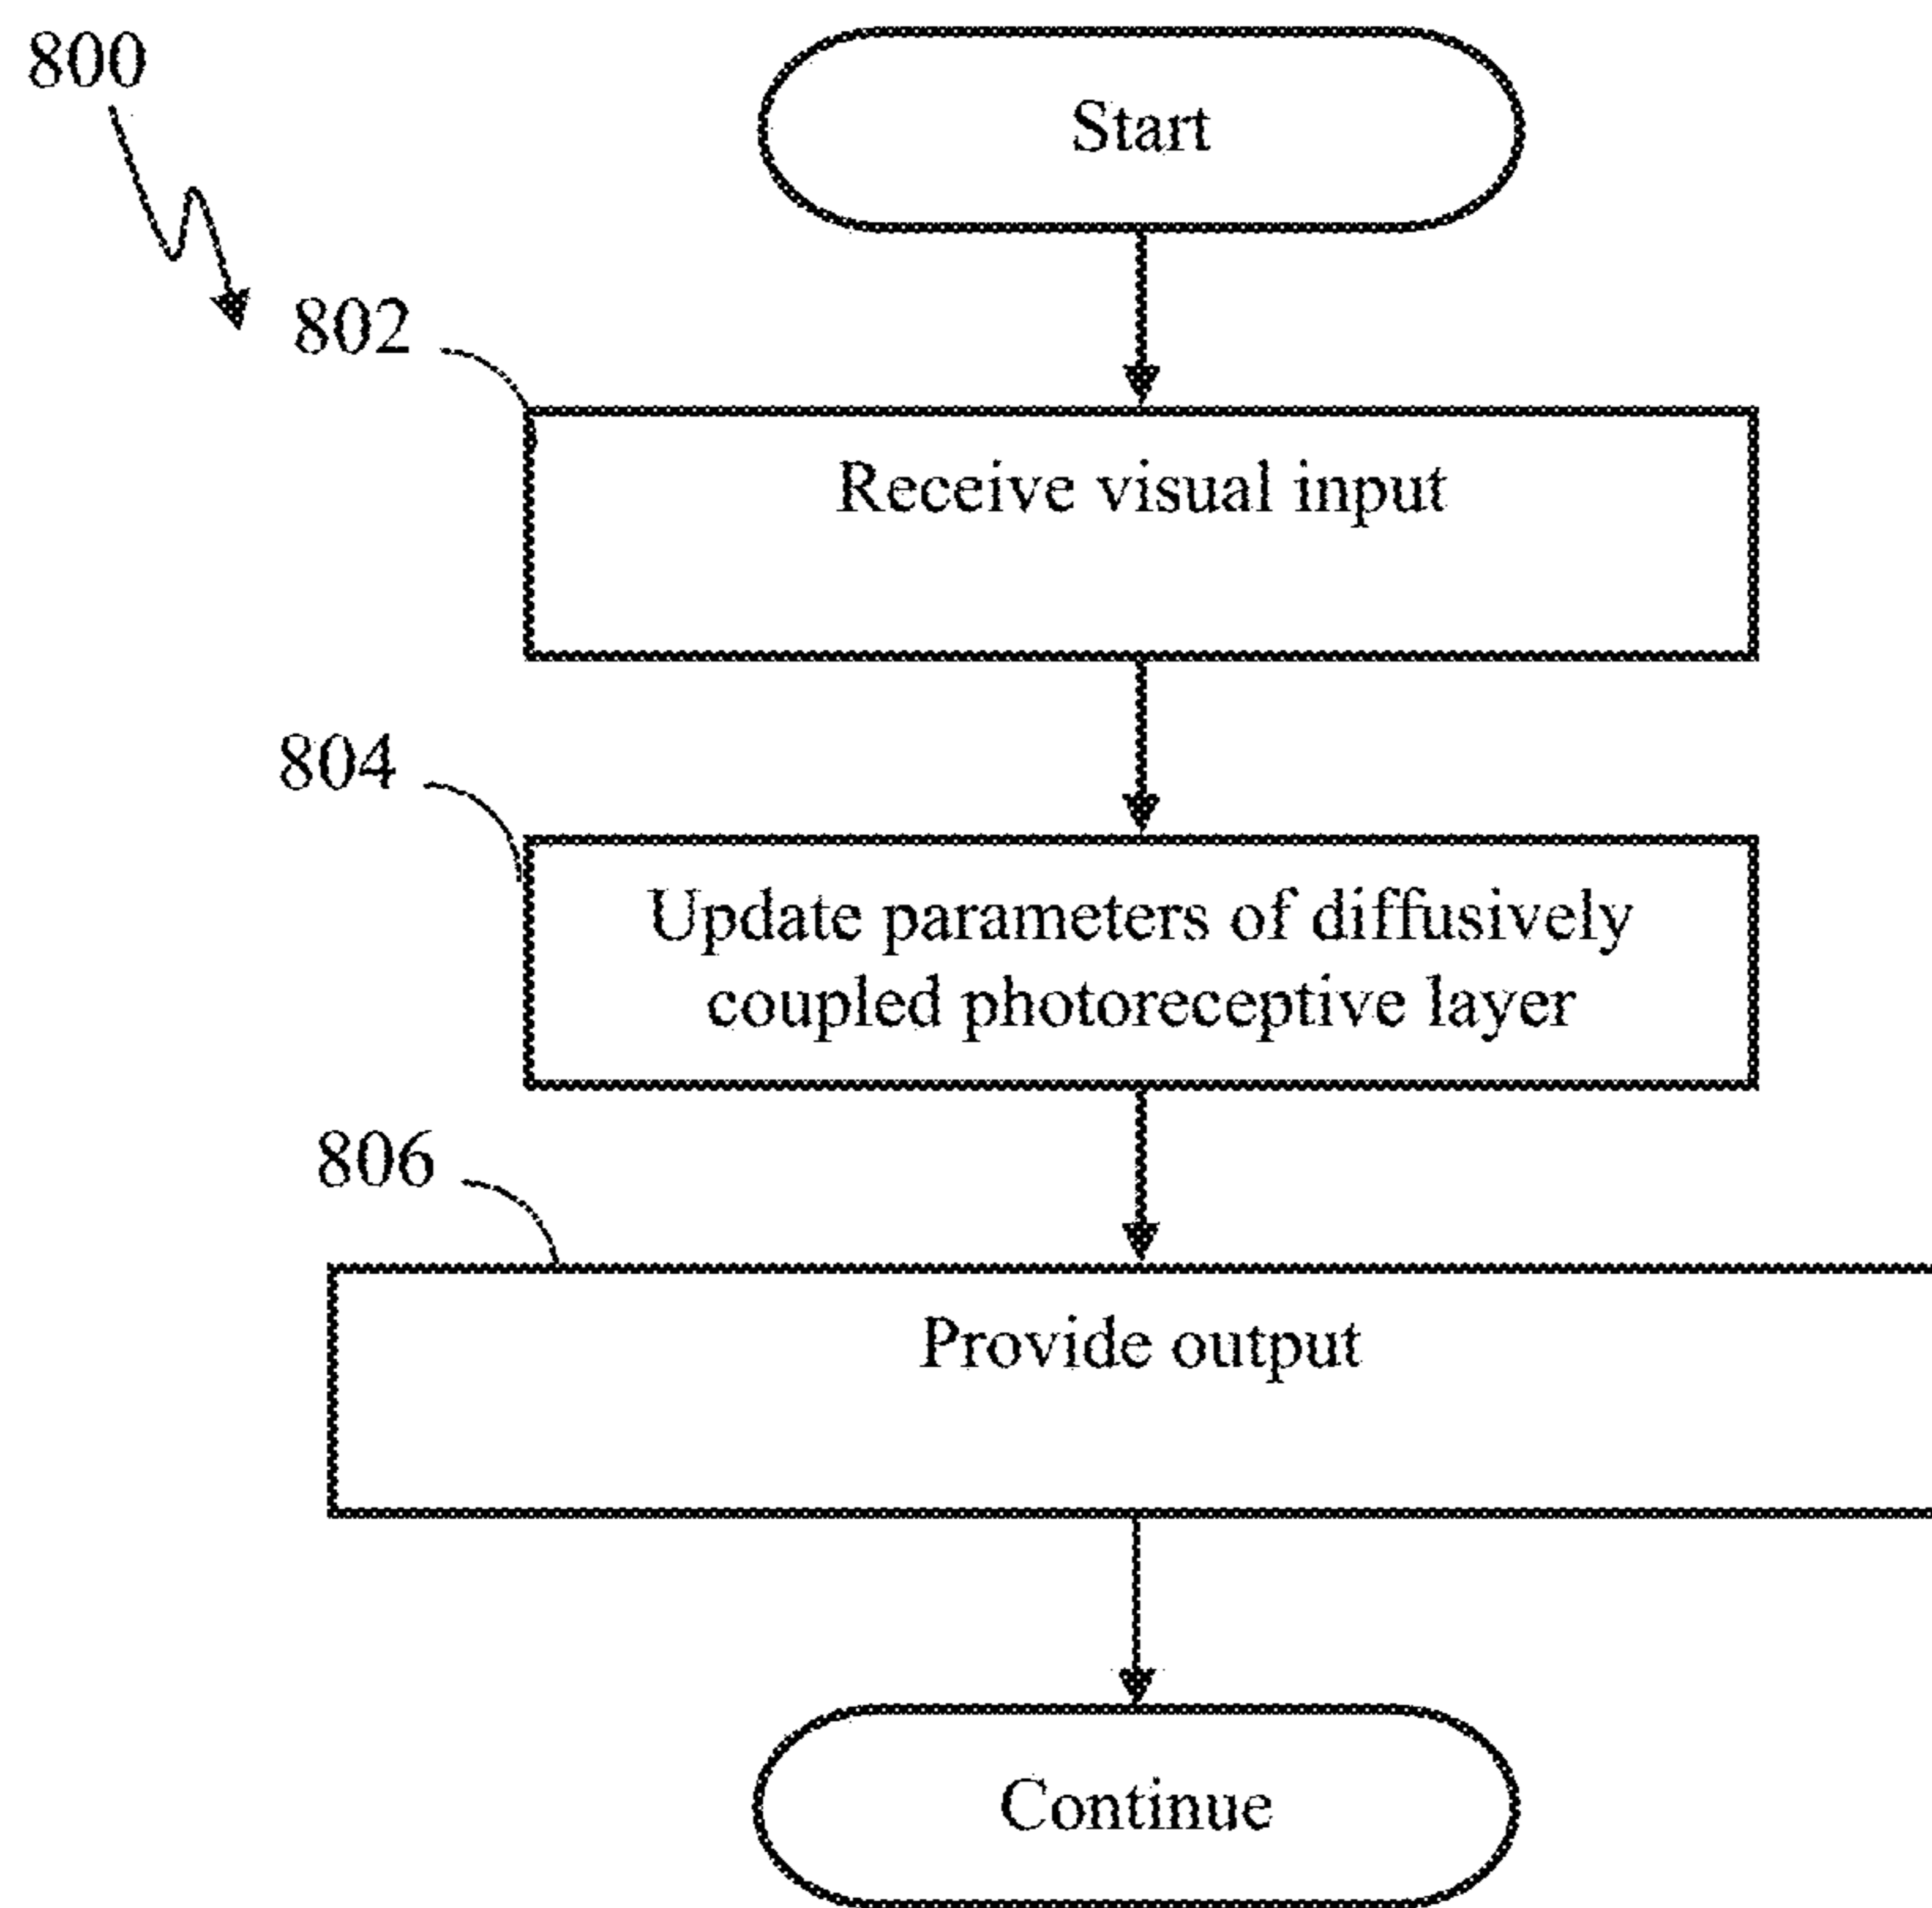 800
Start
802
Receive visual input
804
Update parameters of diffusively
coupled photoreceptive layer
806
Provide output
Continue